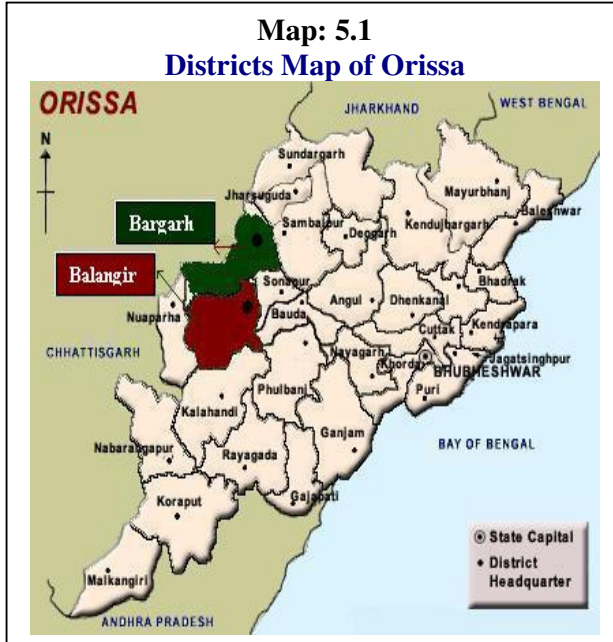 Map: 5.1
Districts Map of Orissa
ORISSA
N
JHARKHAND
WEST BENGAL
Sundargarh
Jharsuguda
Mayurbhanj
Bargarh
Sambalpur
Deogarh
Kendujbargarh
Baleshwar
Balangir
Sonapur
Angul
Dhenkanal
Bhadrak
Nuaparha
Bauda
Cuttak
Kendrapara
CHHATTISGARH
Nayagarh
Khorda
Jagatsinghpur
BHUBHESHWAR
Phulbani
Puri
Kalahandi
Ganjam
Nabarangapur
Rayagada
BAY OF BENGAL
Koraput
Gajapati
State Capital
District
Headquarter
Malkangiri
ANDHRA PRADESH